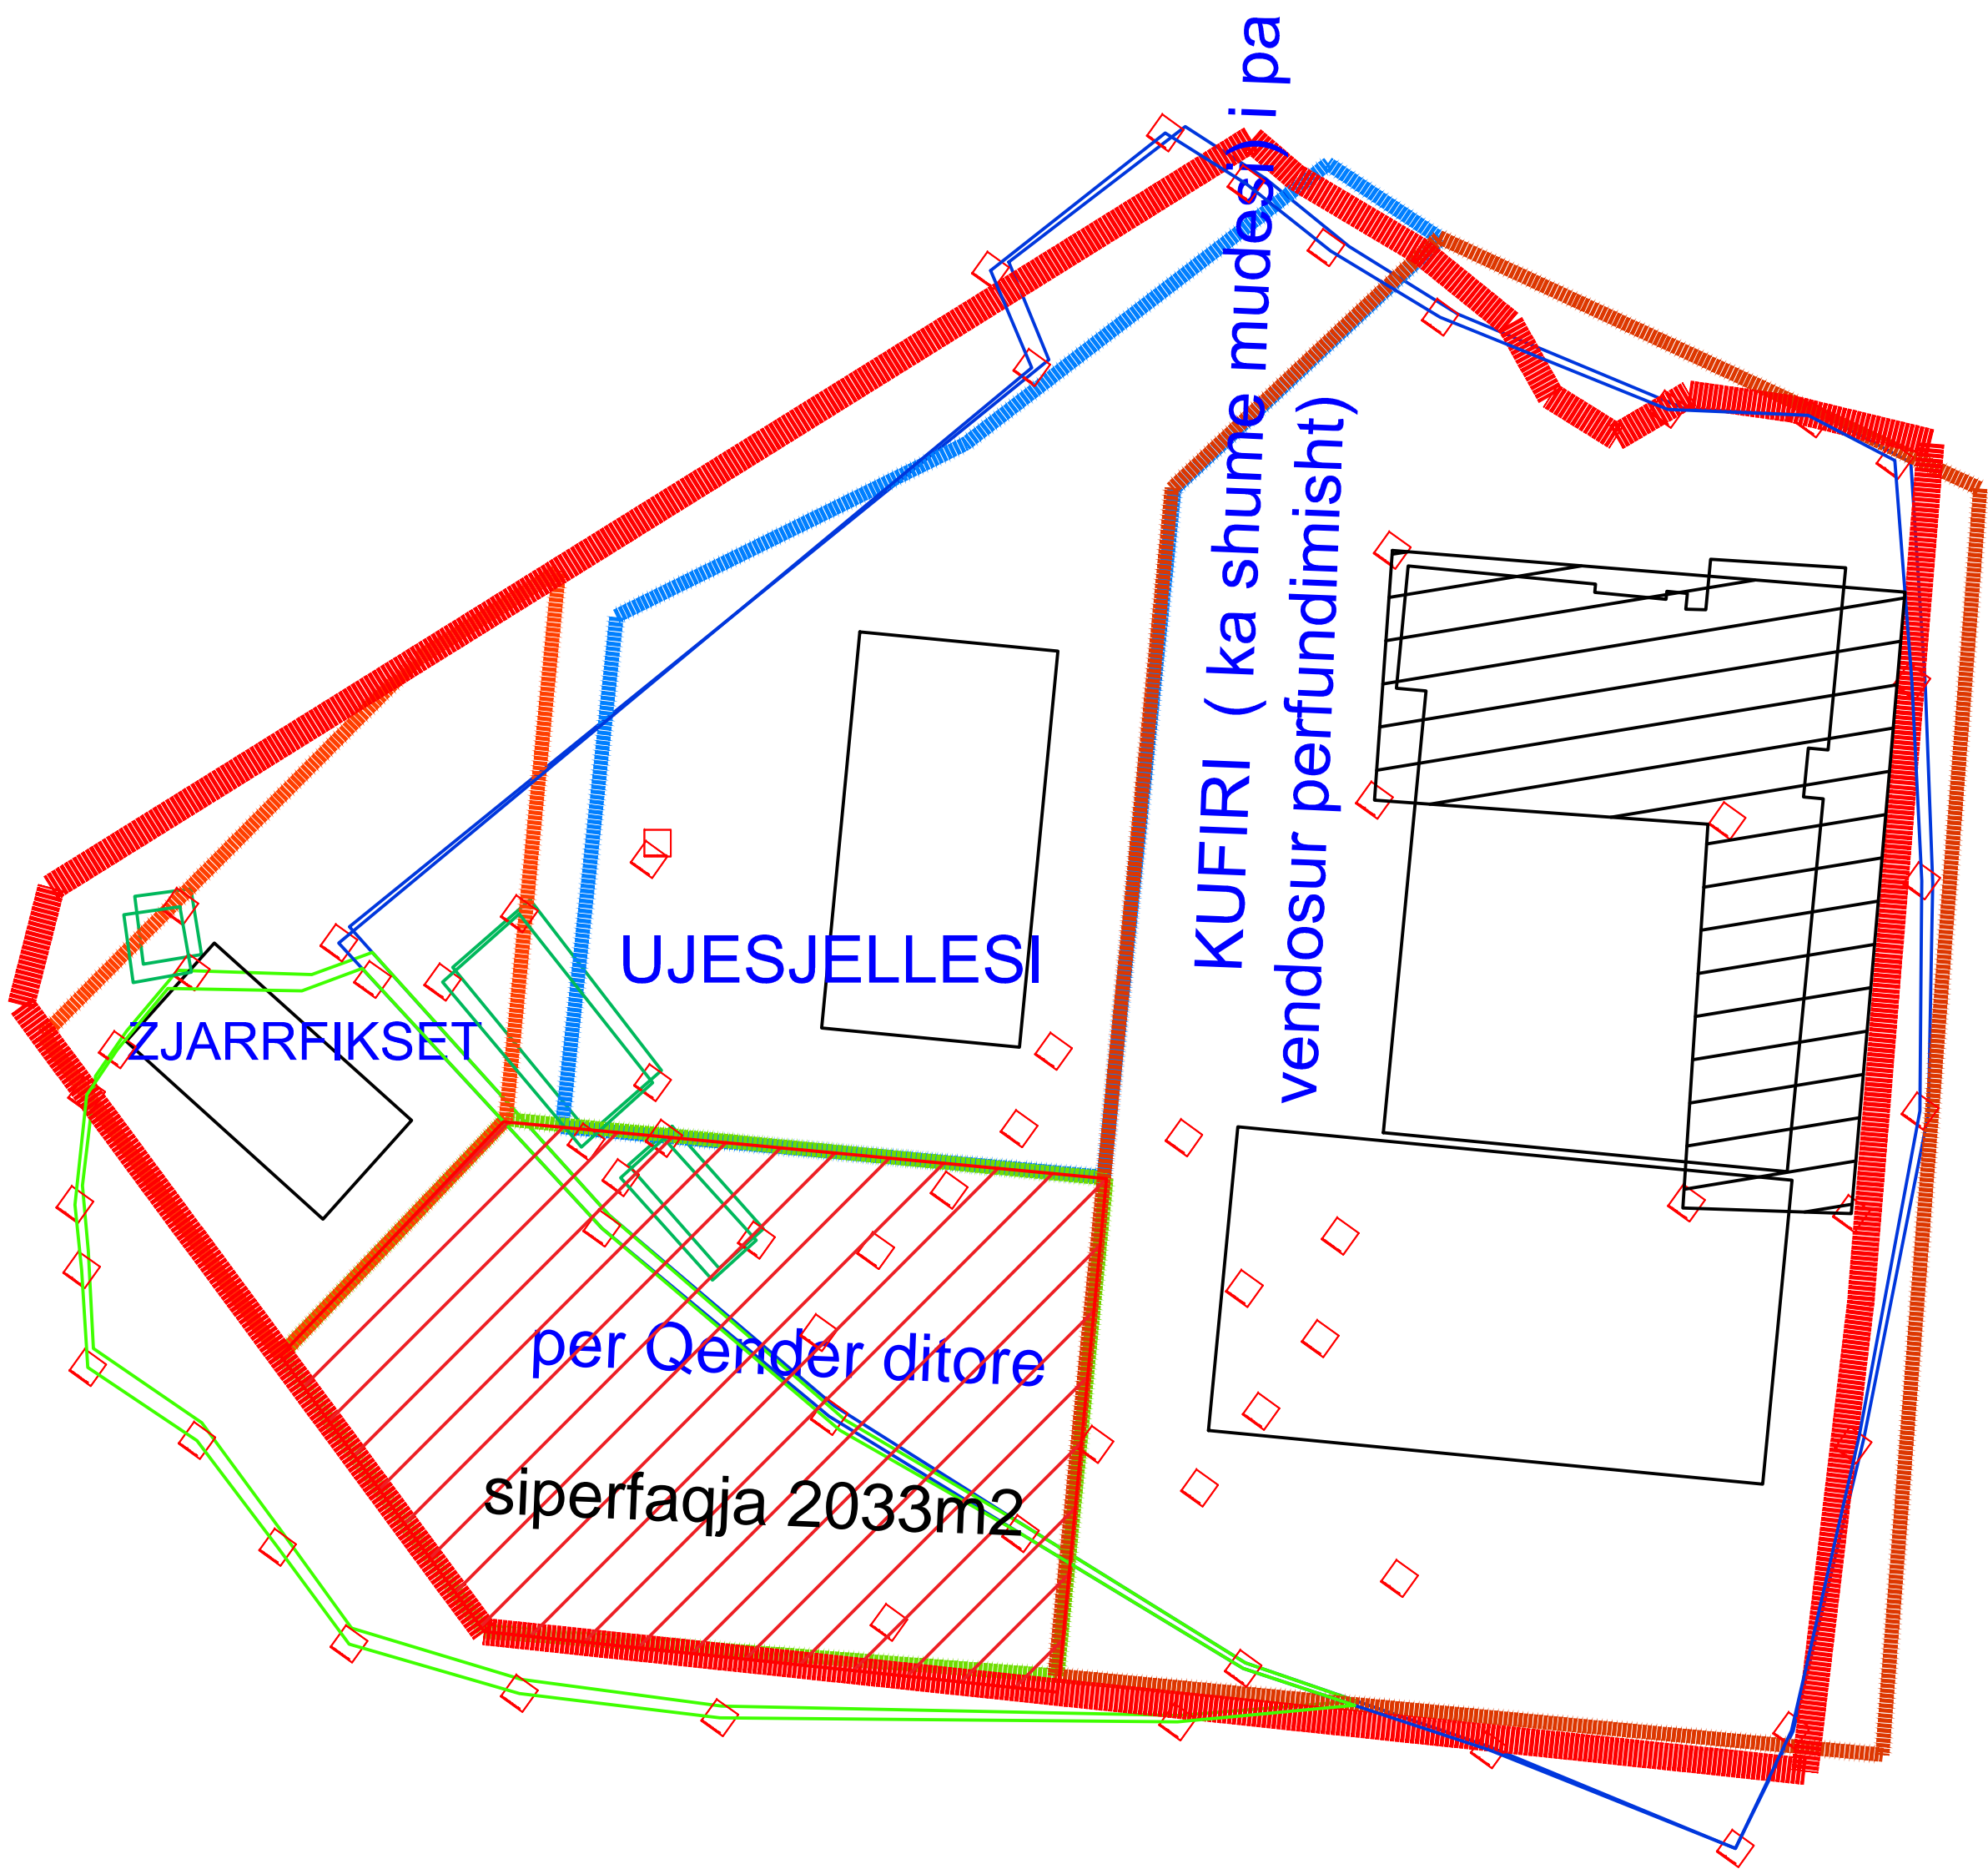 KUFIRI ( ka shume mudesi) i pa
vendosur perfundimisht)
UJESJELLESI
ZJARRFIKSET
per Qender ditore
siperfaqja 2033m2